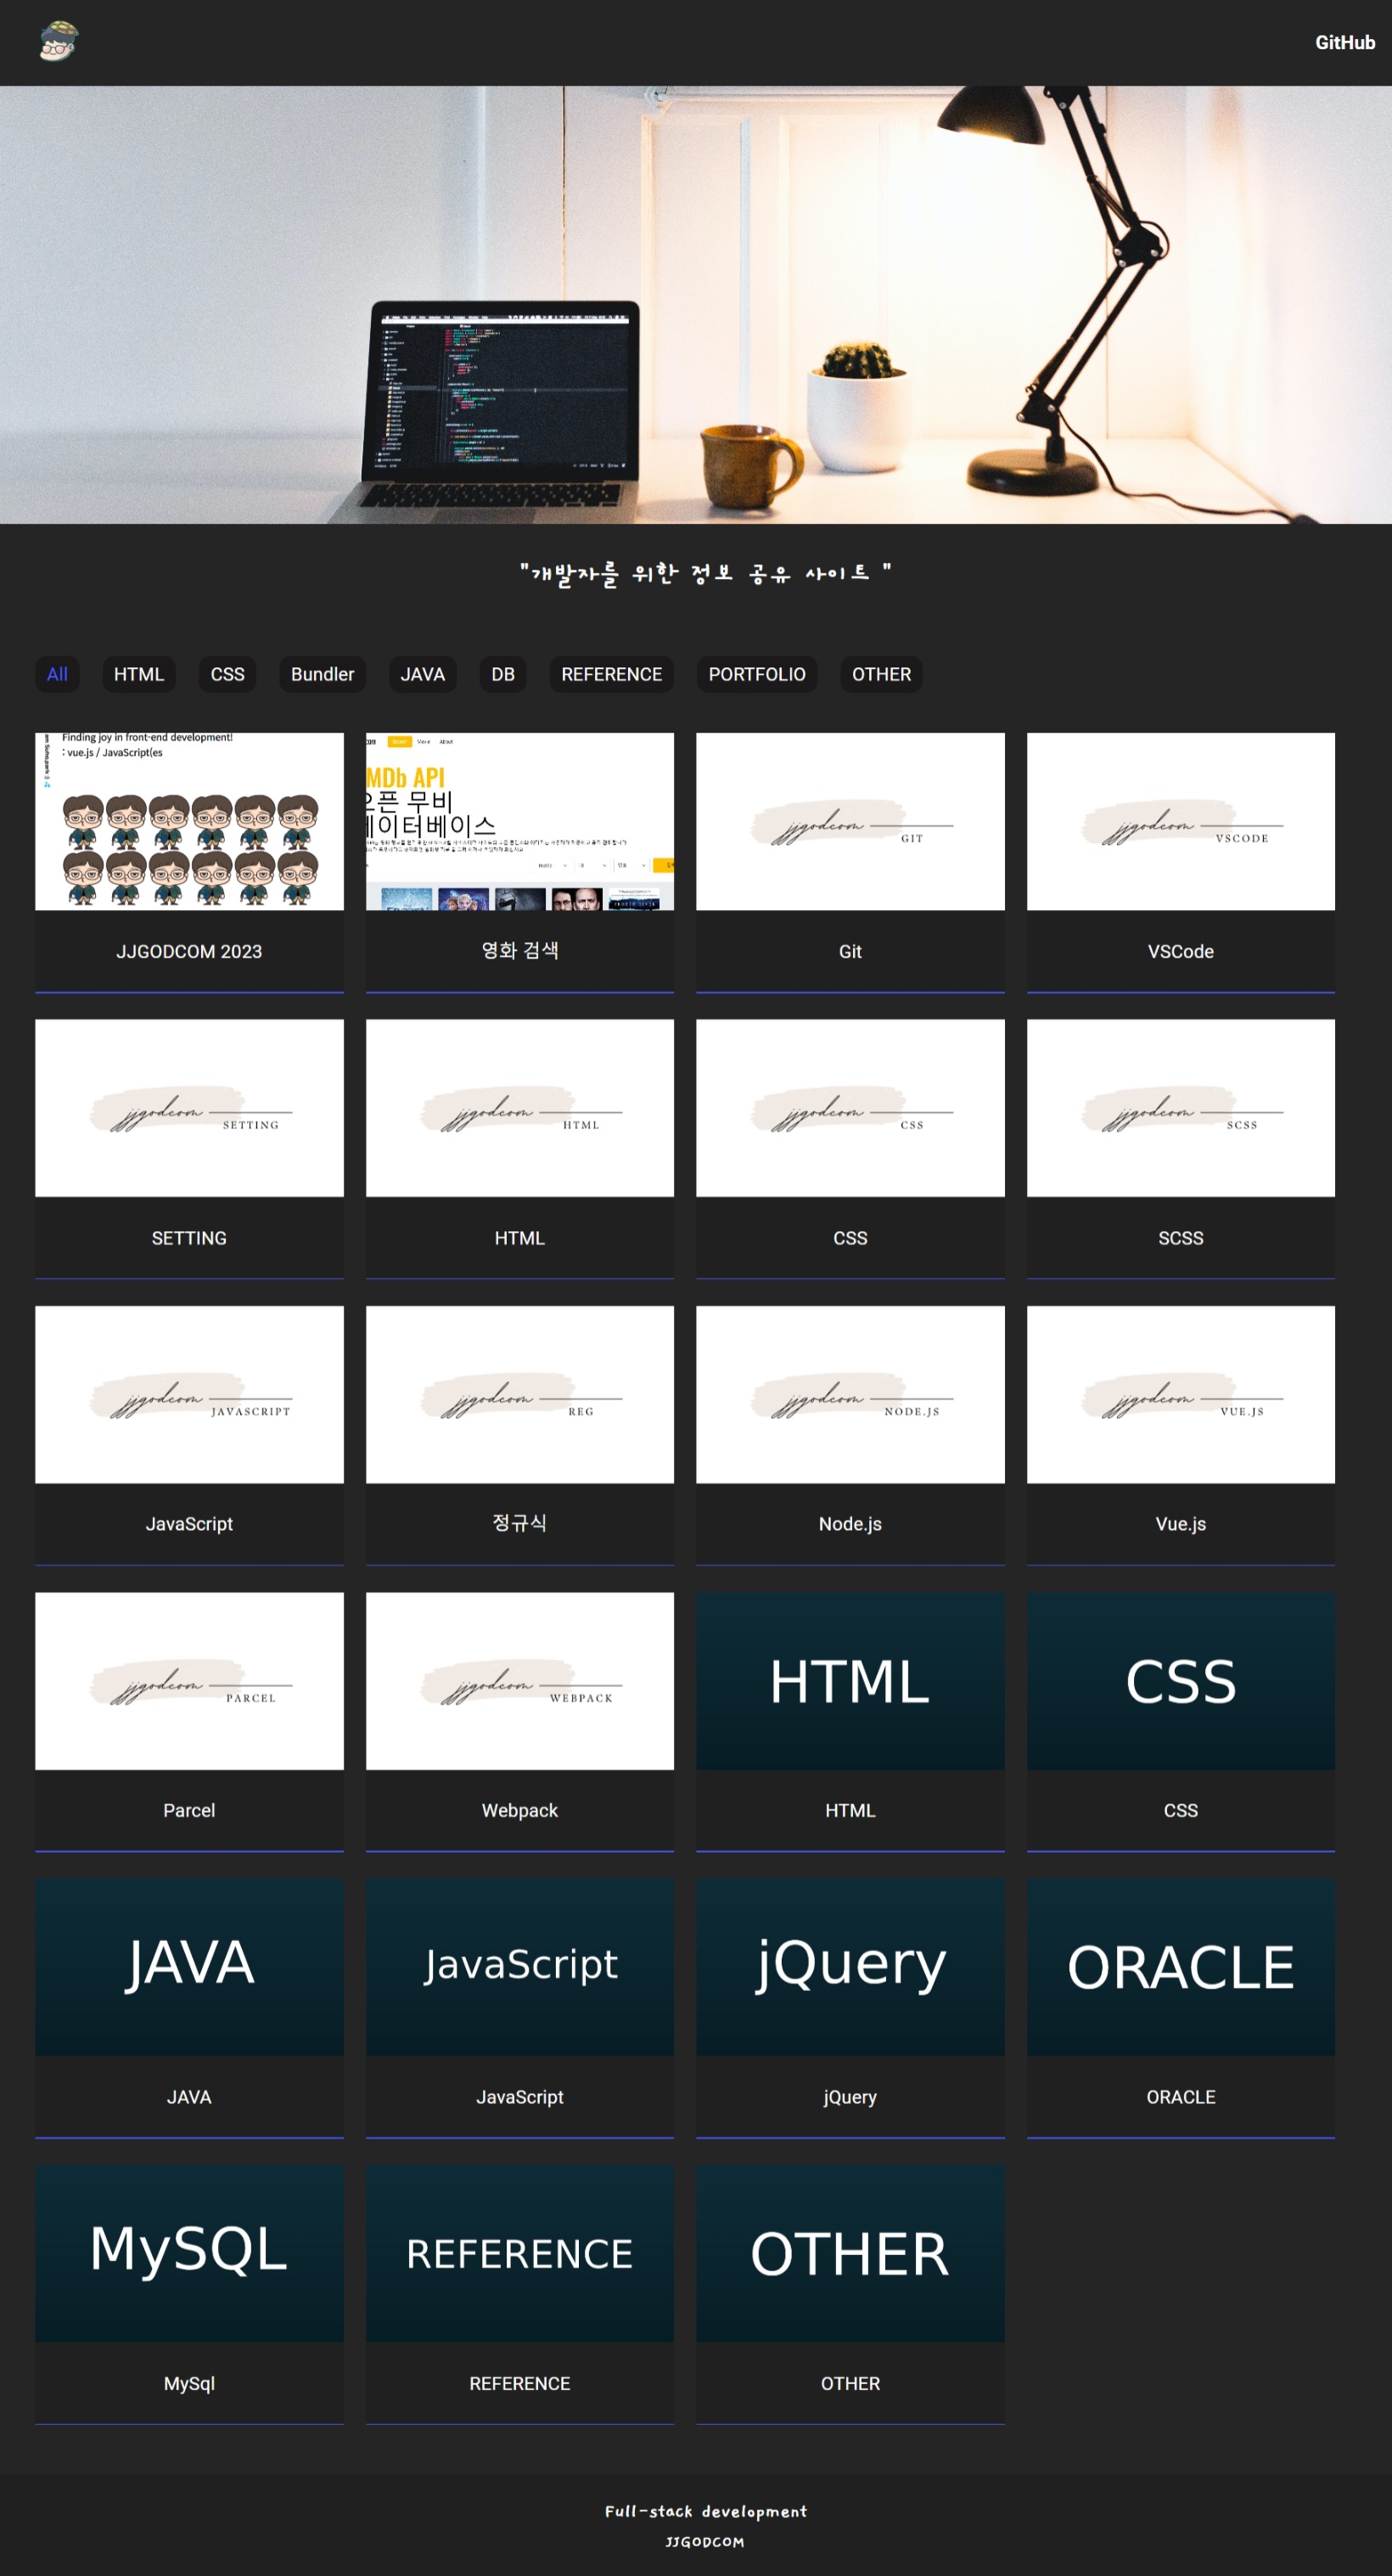 GitHub
"개발자를 위한 정보 공유 사이트 "
All HTML CSS Bundler JAVA DB REFERENCE PORTFOLIO OTHER
Finding joy in front-end development!
: vue.js / JavaScript(es
MDb API
오픈 무비
데이터베이스
jjgodcom GIT
jjgodcom VSCODE
JJGODCOM 2023
영화 검색
Git
VSCode
jjgodcom SETTING
jjgodcom HTML
jjgodcom CSS
jjgodcom SCSS
SETTING
HTML
CSS
SCSS
jjgodcom JAVASCRIPT
jjgodcom REG
jjgodcom NODE.JS
jjgodcom VUE.JS
JavaScript
정규식
Node.js
Vue.js
jjgodcom PARCEL
jjgodcom WEBPACK
HTML
CSS
Parcel
Webpack
HTML
CSS
JAVA
JavaScript
jQuery
ORACLE
JAVA
JavaScript
jQuery
ORACLE
MySQL
REFERENCE
OTHER
MySql
REFERENCE
OTHER
Full-stack development
JJGODCOM